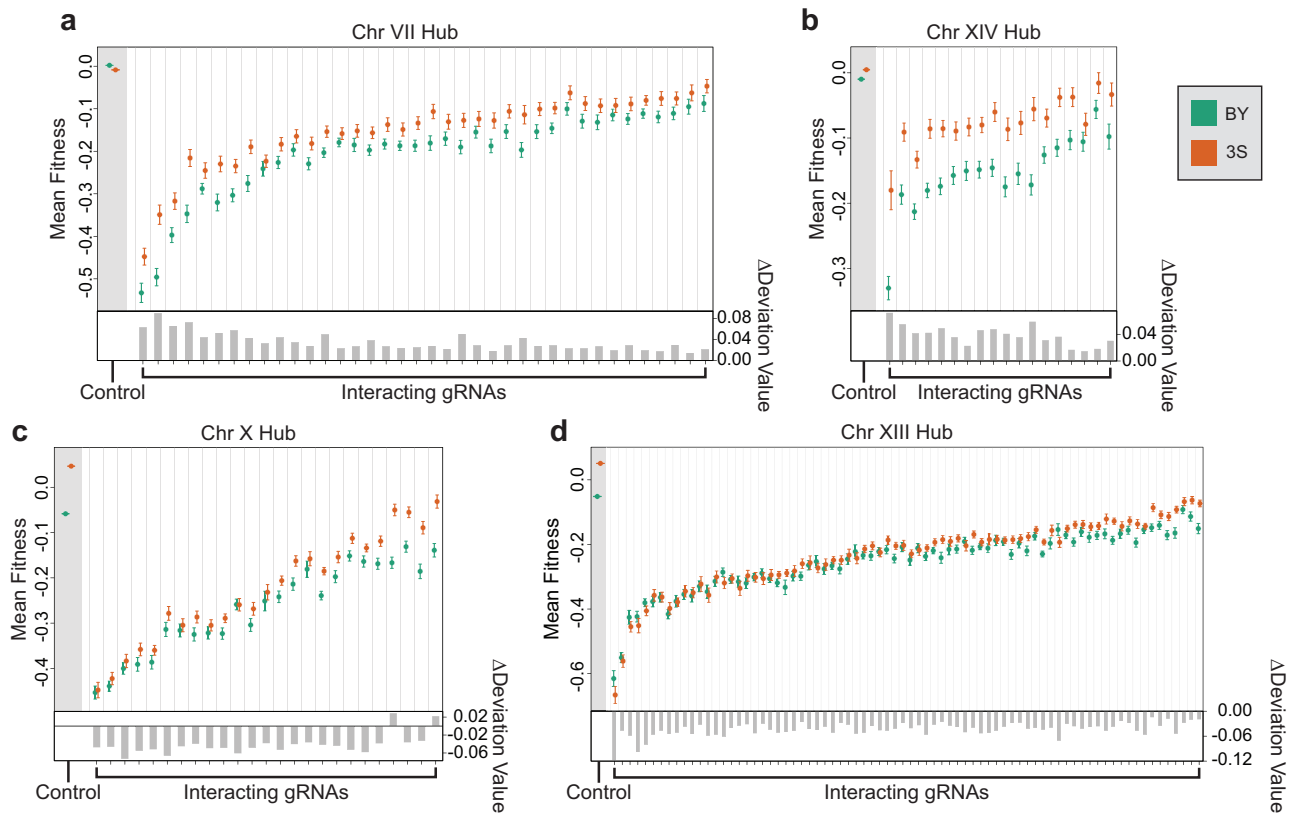 a
Chr VII Hub
Mean Fitness
0.0
-0.1
-0.2
-0.3
-0.4
-0.5
ΔDeviation Value
0.08
0.04
0.00
Control
Interacting gRNAs
b
Chr XIV Hub
Mean Fitness
0.0
-0.1
-0.2
-0.3
ΔDeviation Value
0.04
0.00
Control
Interacting gRNAs
BY
3S
c
Chr X Hub
Mean Fitness
0.0
-0.1
-0.2
-0.3
-0.4
ΔDeviation Value
0.02
-0.02
-0.06
Control
Interacting gRNAs
d
Chr XIII Hub
Mean Fitness
0.0
-0.2
-0.4
-0.6
ΔDeviation Value
0.00
-0.06
-0.12
Control
Interacting gRNAs